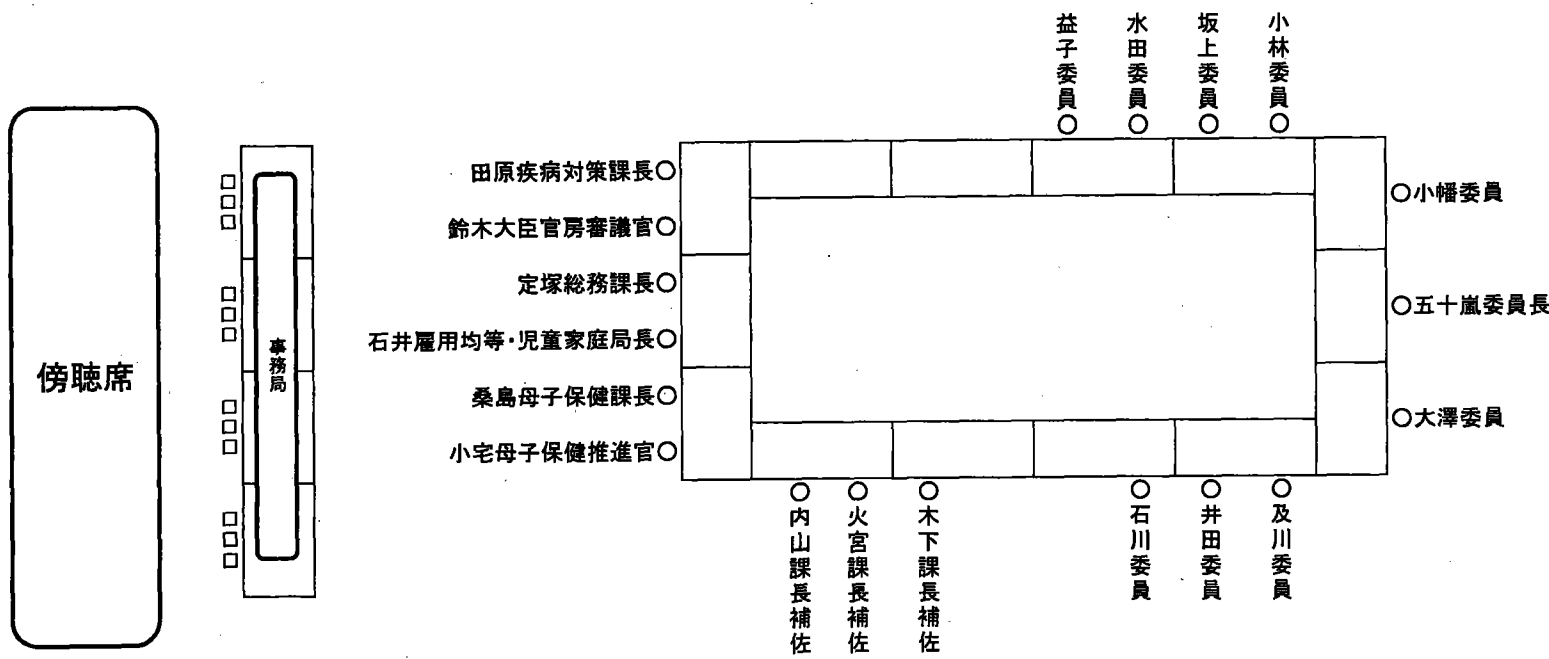 益子委員○
水田委員○
坂上委員○
小林委員○
田原疾病対策課長○
鈴木大臣官房審議官○
定塚総務課長○
石井雇用均等・児童家庭局長○
桑島母子保健課長○
小宅母子保健推進官○
○小幡委員
○五十嵐委員長
○大澤委員
傍聴席
事務局
○内山課長補佐
○火宮課長補佐
○木下課長補佐
○石川委員
○井田委員
○及川委員